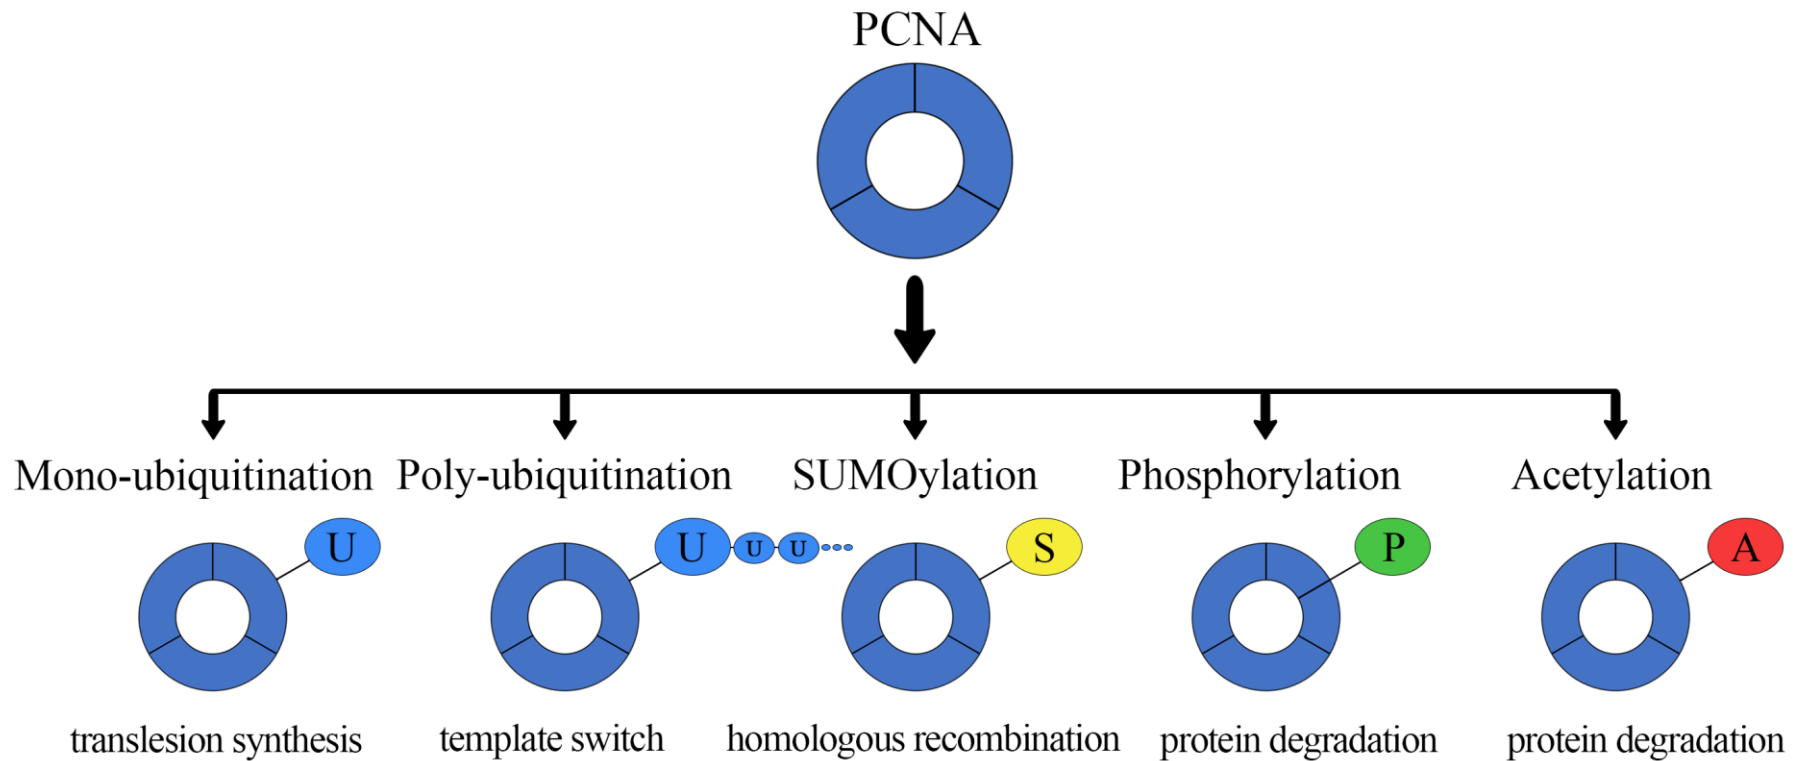 PCNA
Mono-ubiquitination Poly-ubiquitination SUMOylation Phosphorylation Acetylation
U U U U S P A
translesion synthesis template switch homologous recombination protein degradation protein degradation